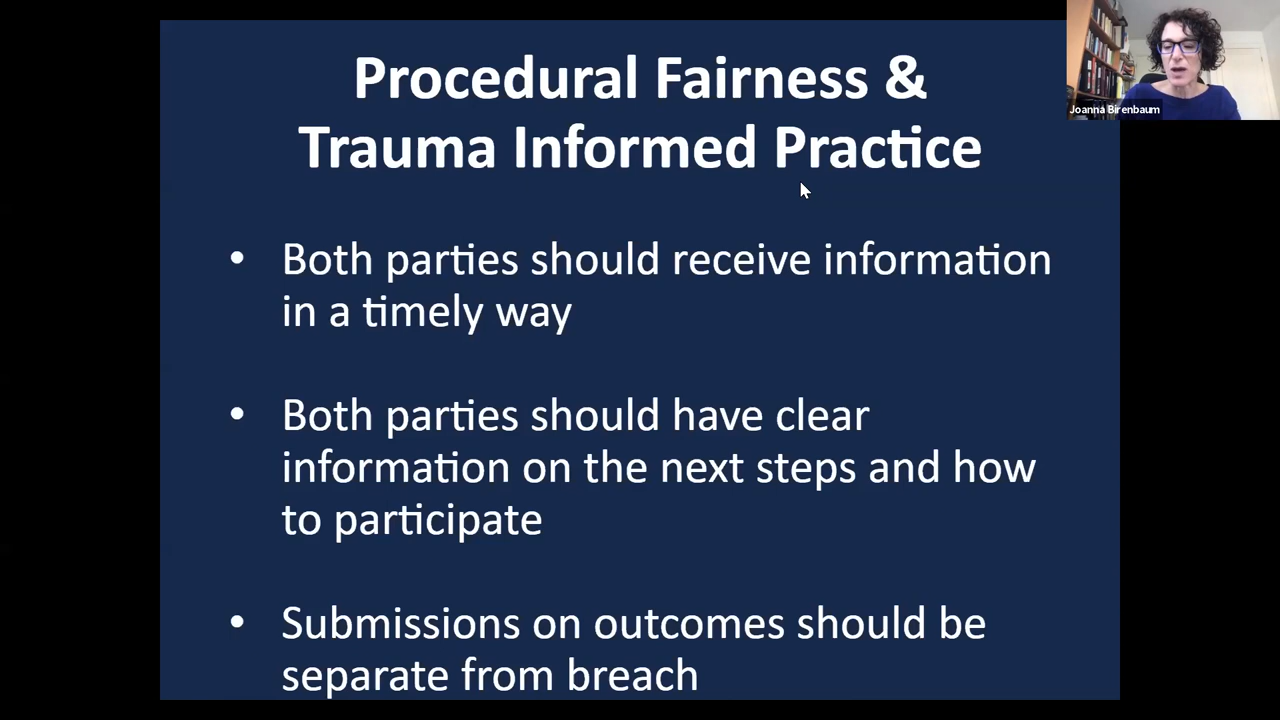 Procedural Fairness &
Trauma Informed Practice
Joanna Birenbaum
• Both parties should receive information
in a timely way
• Both parties should have clear
information on the next steps and how
to participate
• Submissions on outcomes should be
separate from breach